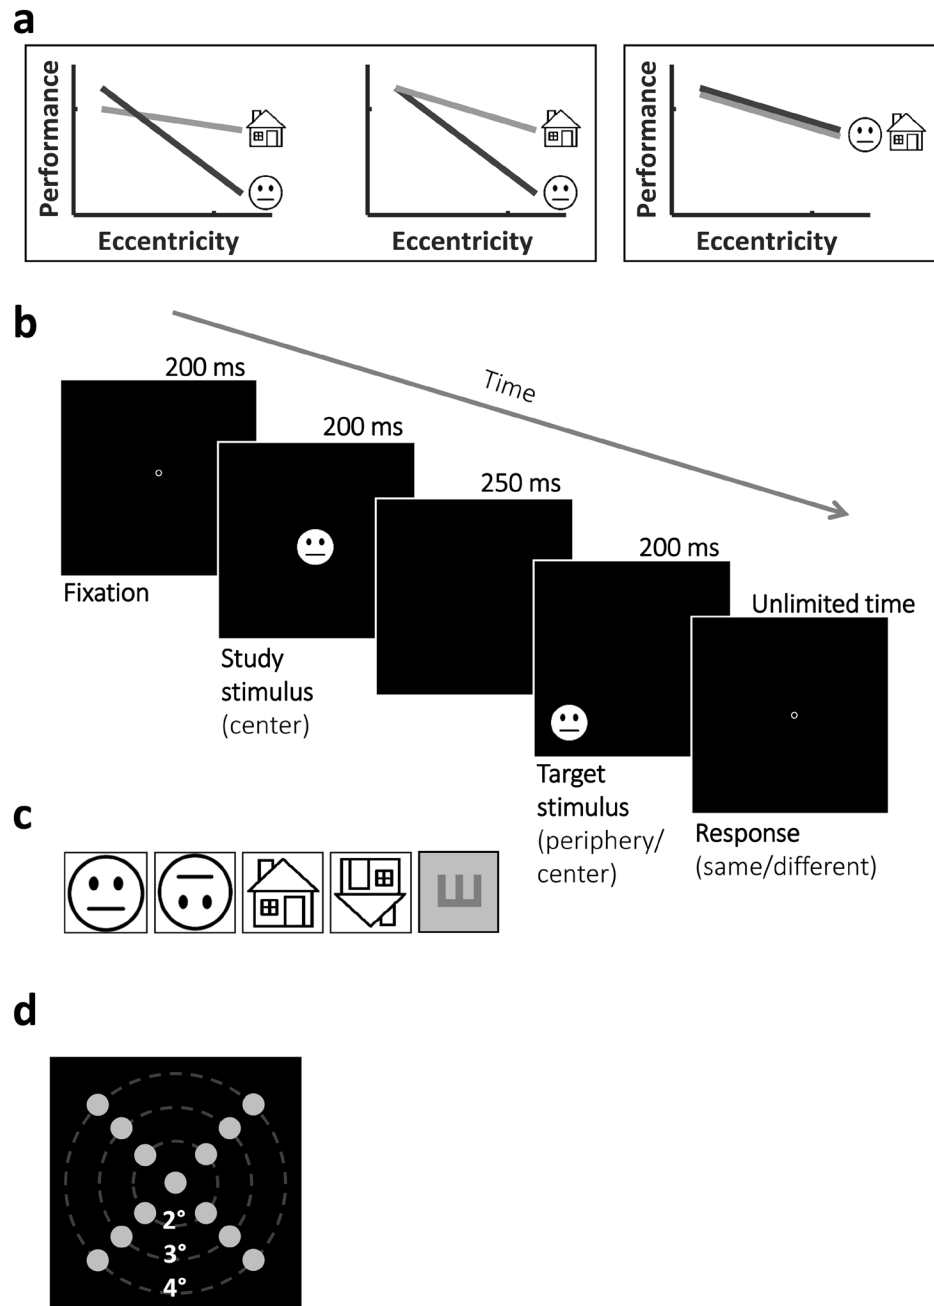 a
Performance
Eccentricity
Eccentricity
Performance
Eccentricity
b
Time
200 ms
200 ms
250 ms
200 ms
Unlimited time
Fixation
Study
stimulus
(center)
Target
stimulus
(periphery/
center)
Response
(same/different)
c
E
d
2°
3°
4°